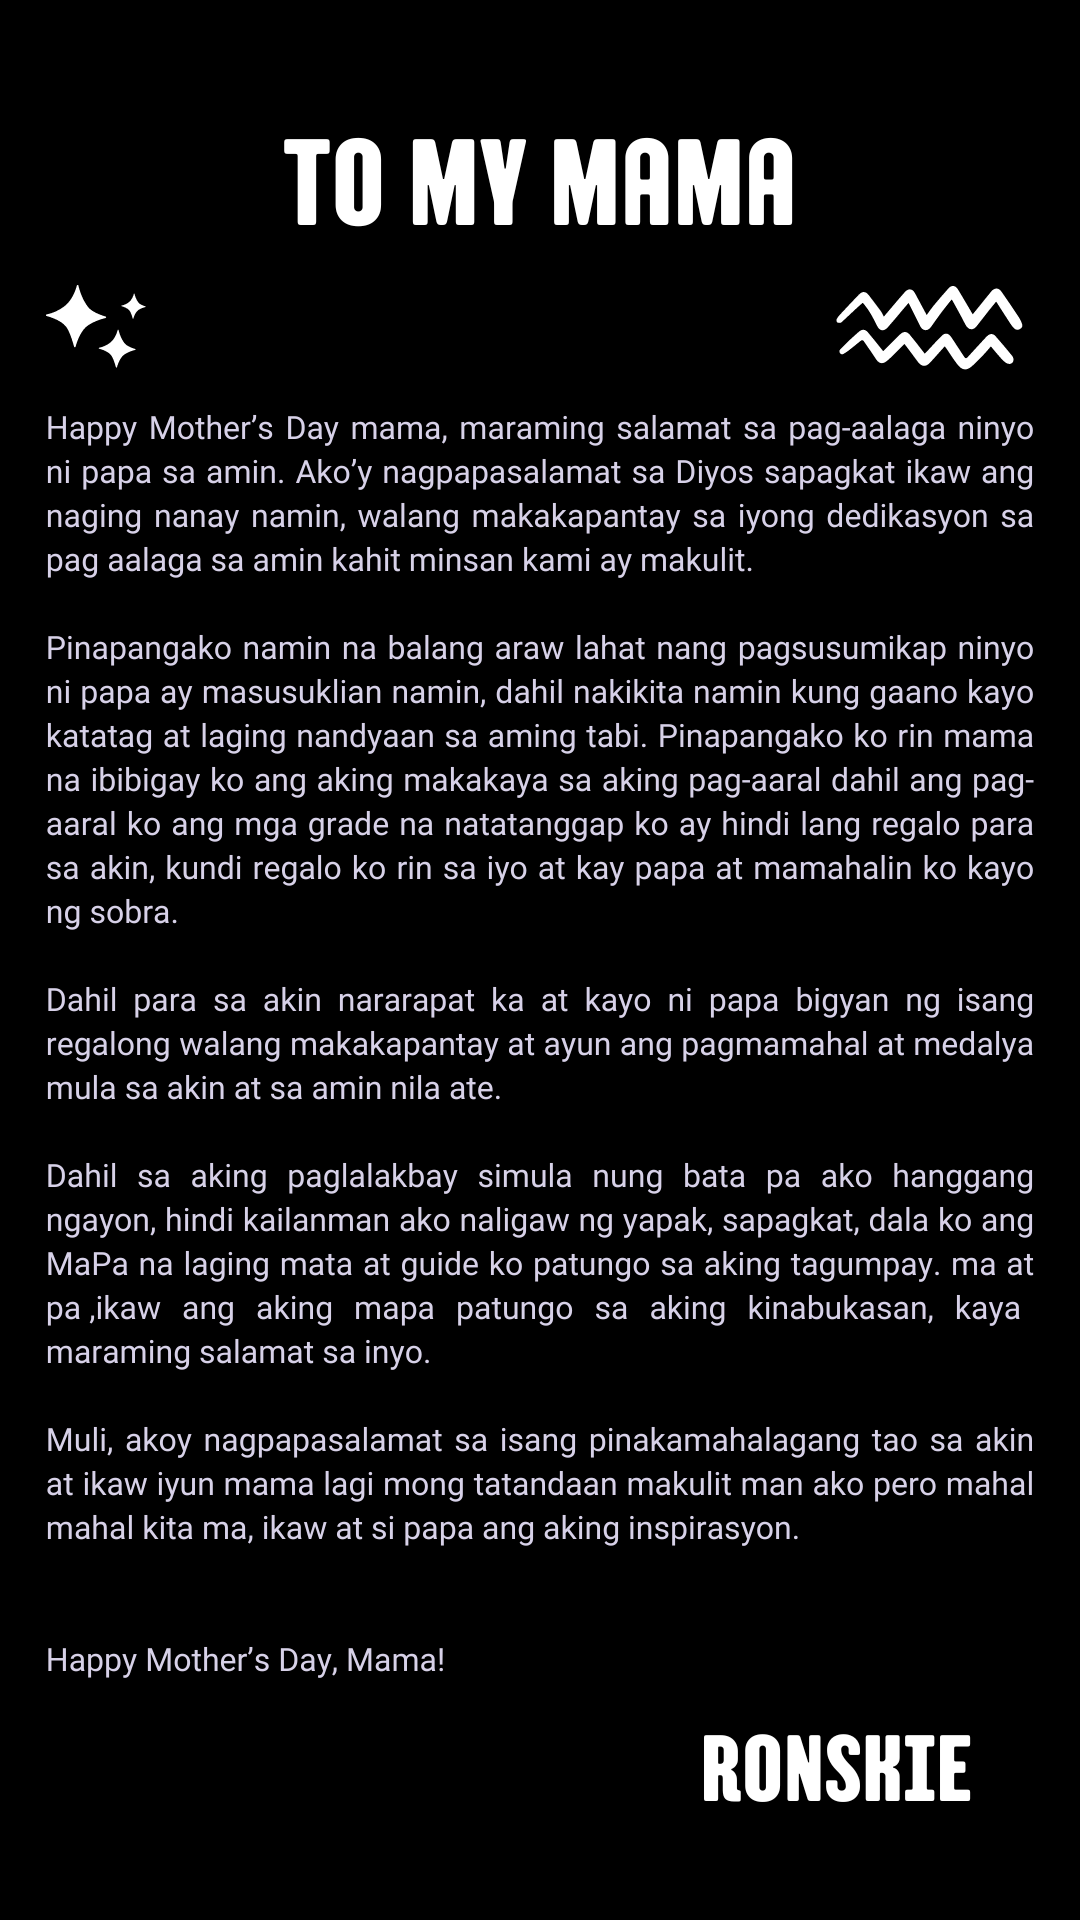 TO MY MAMA
Happy Mother’s Day mama, maraming salamat sa pag-aalaga ninyo
ni papa sa amin. Ako’y nagpapasalamat sa Diyos sapagkat ikaw ang
naging nanay namin, walang makakapantay sa iyong dedikasyon sa
pag aalaga sa amin kahit minsan kami ay makulit.
Pinapangako namin na balang araw lahat nang pagsusumikap ninyo
ni papa ay masusuklian namin, dahil nakikita namin kung gaano kayo
katatag at laging nandyaan sa aming tabi. Pinapangako ko rin mama
na ibibigay ko ang aking makakaya sa aking pag-aaral dahil ang pag-
aaral ko ang mga grade na natatanggap ko ay hindi lang regalo para
sa akin, kundi regalo ko rin sa iyo at kay papa at mamahalin ko kayo
ng sobra.
Dahil para sa akin nararapat ka at kayo ni papa bigyan ng isang
regalong walang makakapantay at ayun ang pagmamahal at medalya
mula sa akin at sa amin nila ate.
Dahil sa aking paglalakbay simula nung bata pa ako hanggang
ngayon, hindi kailanman ako naligaw ng yapak, sapagkat, dala ko ang
MaPa na laging mata at guide ko patungo sa aking tagumpay. ma at
pa ,ikaw ang aking mapa patungo sa aking kinabukasan, kaya
maraming salamat sa inyo.
Muli, akoy nagpapasalamat sa isang pinakamahalagang tao sa akin
at ikaw iyun mama lagi mong tatandaan makulit man ako pero mahal
mahal kita ma, ikaw at si papa ang aking inspirasyon.
Happy Mother’s Day, Mama!
RONSKIE